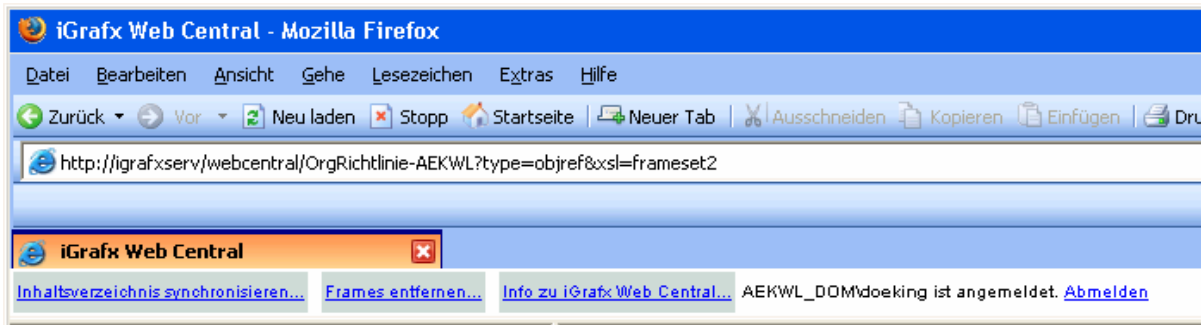 iGrafx Web Central - Mozilla Firefox
Datei Bearbeiten Ansicht Gehe Lesezeichen Extras Hilfe
Zurück Vor Neu laden Stopp Startseite Neuer Tab Ausschneiden Kopieren Einfügen Dru
http://igrafxserv/webcentral/OrgRichtlinie-AEKWL?type=objref&xsl=frameset2
iGrafx Web Central
Inhaltsverzeichnis synchronisieren... Frames entfernen... Info zu iGrafx Web Central... AEKWL_DOM\doeking ist angemeldet. Abmelden